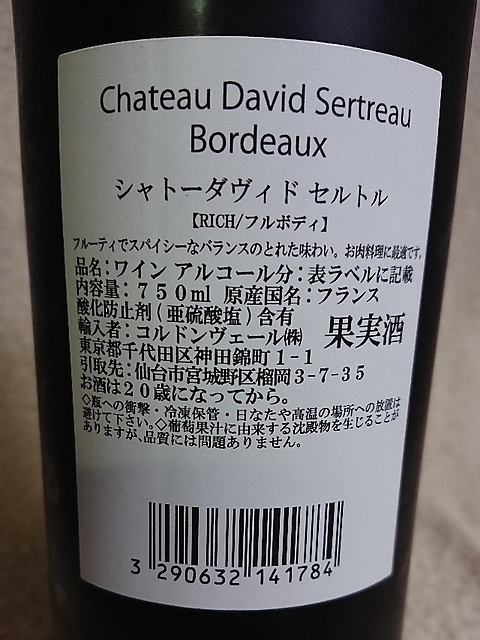 Chateau David Sertreau
Bordeaux
シャトーダヴィド セルトル
【RICH/フルボディ】
フルーティでスパイシーなバランスのとれた味わい。お肉料理に最適です。
品名：ワイン アルコール分：表ラベルに記載
内容量：７５０ml 原産国名：フランス
酸化防止剤(亜硫酸塩)含有
果実酒
輸入者：コルドンヴェール㈱
東京都千代田区神田錦町１-１
引取先：仙台市宮城野区榴岡３-７-３５
お酒は２０歳になってから。
◇瓶への衝撃・冷凍保管・日なたや高温の場所への放置は
避けて下さい。◇葡萄果汁に由来する沈殿物を生じることが
ありますが、品質には問題ありません。
3 290632 141784